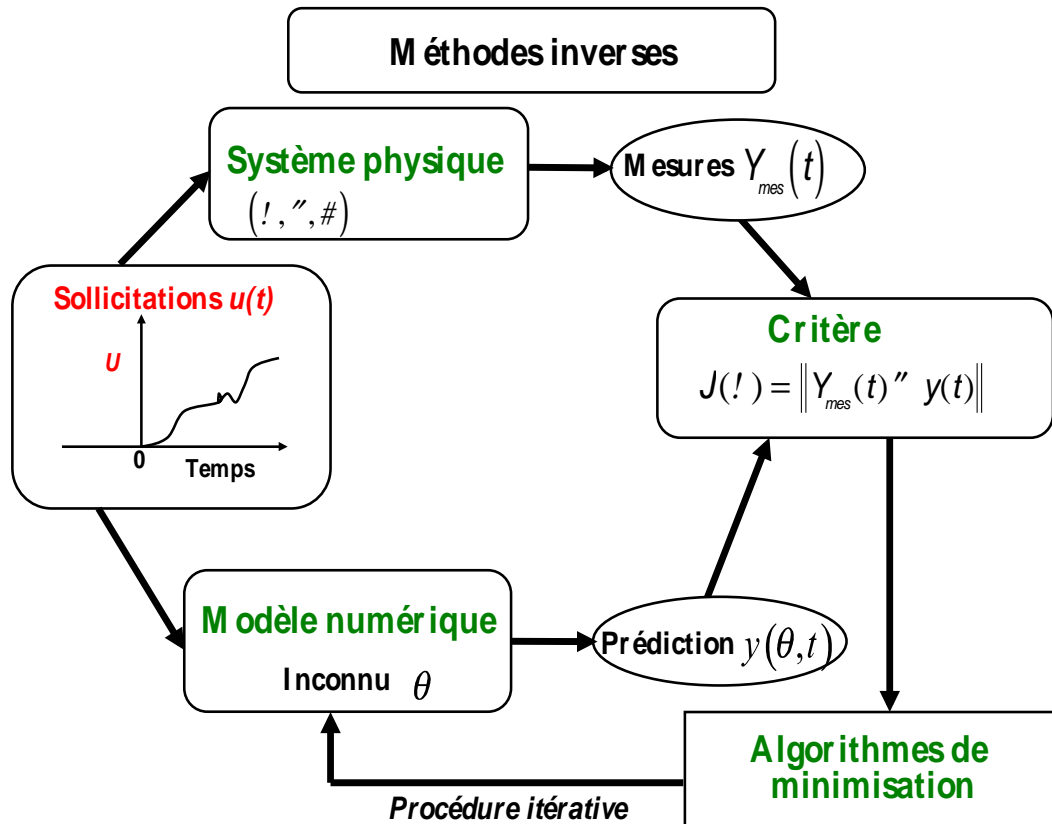 Méthodes inverses
Système physique
(!, ″, #)
Mesures Y_mes(t)
Sollicitations u(t)
U
0
Temps
Critère
J(!) = ‖Y_mes(t)″ y(t)‖
Modèle numérique
Inconnu θ
Prédiction y(θ,t)
Algorithmes de
minimisation
Procédure itérative